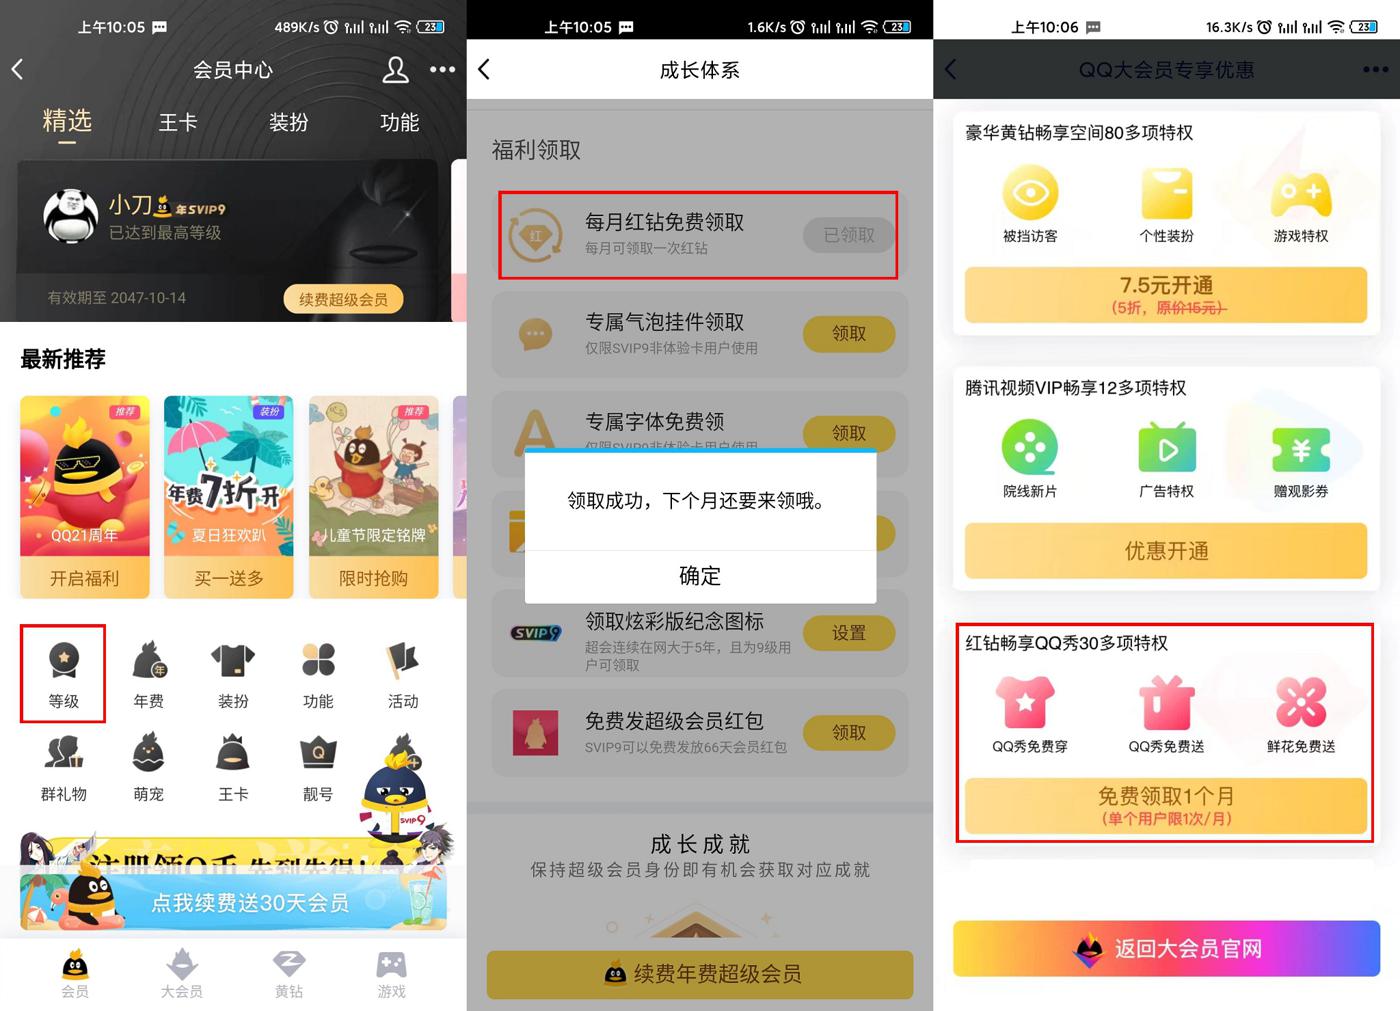 上午10:05
489K/s
23
会员中心
精选
王卡
装扮
功能
小刀
年SVIP9
已达到最高等级
有效期至 2047-10-14
续费超级会员
最新推荐
推荐
QQ21周年
开启福利
装扮
年费7折开
夏日狂欢趴
买一送多
推荐
儿童节限定铭牌
限时抢购
等级
年
年费
装扮
功能
活动
群礼物
萌宠
王卡
Q
靓号
SVIP9
注册领Q币 先到先得!
点我续费送30天会员
会员
大会员
黄钻
游戏
上午10:05
1.6K/s
23
成长体系
福利领取
红
每月红钻免费领取
每月可领取一次红钻
已领取
专属气泡挂件领取
仅限SVIP9非体验卡用户使用
领取
A
专属字体免费领
仅限SVIP9非体验卡用户使用
领取
领取成功，下个月还要来领哦。
确定
SVIP9
领取炫彩版纪念图标
超会连续在网大于5年，且为9级用
户可领取
设置
免费发超级会员红包
SVIP9可以免费发放66天会员红包
领取
成长成就
保持超级会员身份即有机会获取对应成就
续费年费超级会员
上午10:06
16.3K/s
23
QQ大会员专享优惠
豪华黄钻畅享空间80多项特权
被挡访客
个性装扮
游戏特权
7.5元开通
(5折，原价15元)
腾讯视频VIP畅享12多项特权
院线新片
广告特权
¥
赠观影券
优惠开通
红钻畅享QQ秀30多项特权
QQ秀免费穿
QQ秀免费送
鲜花免费送
免费领取1个月
(单个用户限1次/月)
返回大会员官网